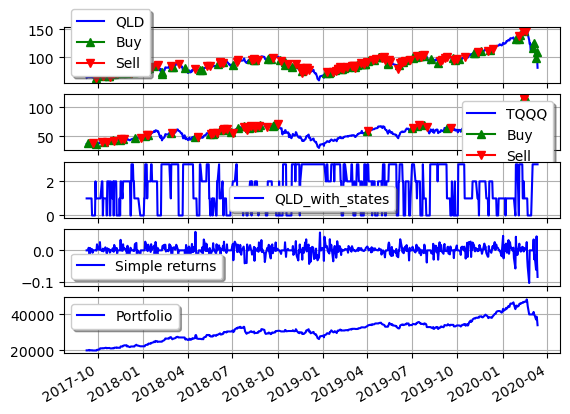 150
100
QLD
Buy
Sell
100
50
TQQQ
Buy
Sell
2
0
QLD_with_states
0.0
−0.1
Simple returns
40000
20000
Portfolio
2017-10 2018-01 2018-04 2018-07 2018-10 2019-01 2019-04 2019-07 2019-10 2020-01 2020-04